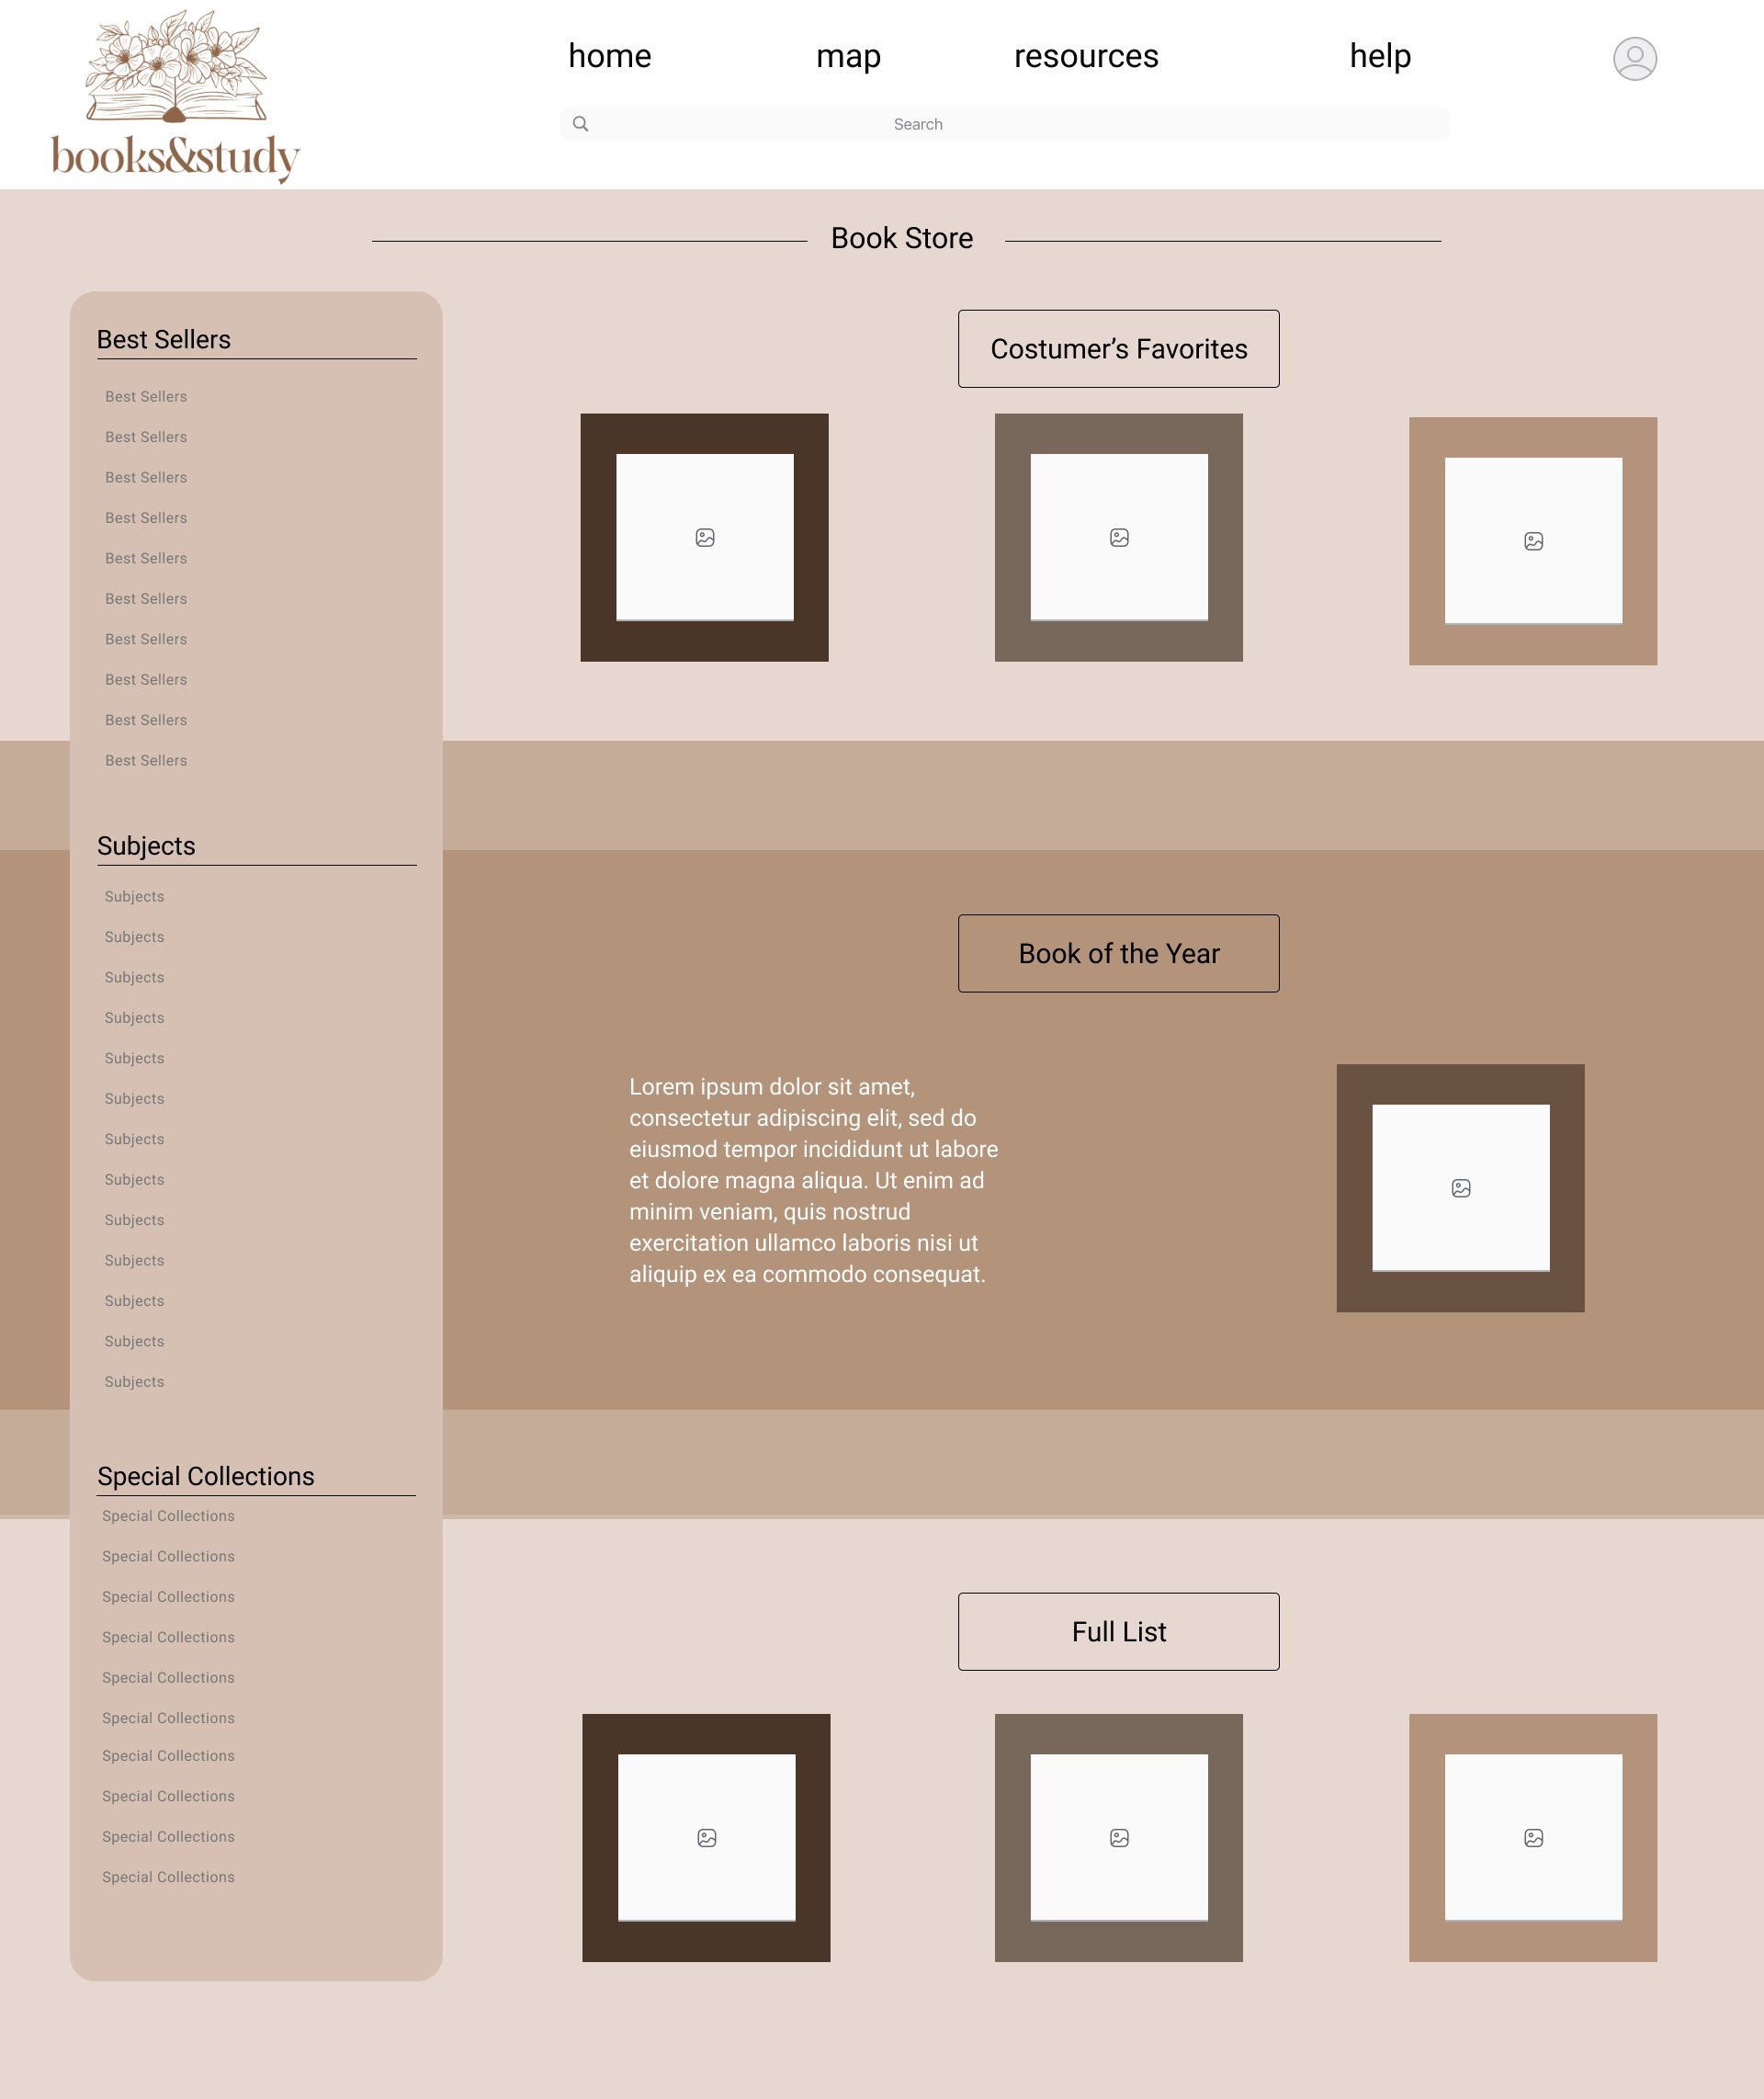 home map resources help
Search
books&study
Book Store
Best Sellers
Best Sellers
Best Sellers
Best Sellers
Best Sellers
Best Sellers
Best Sellers
Best Sellers
Best Sellers
Best Sellers
Best Sellers
Subjects
Subjects
Subjects
Subjects
Subjects
Subjects
Subjects
Subjects
Subjects
Subjects
Subjects
Subjects
Subjects
Subjects
Special Collections
Special Collections
Special Collections
Special Collections
Special Collections
Special Collections
Special Collections
Special Collections
Special Collections
Special Collections
Special Collections
Costumer’s Favorites
Book of the Year
Lorem ipsum dolor sit amet,
consectetur adipiscing elit, sed do
eiusmod tempor incididunt ut labore
et dolore magna aliqua. Ut enim ad
minim veniam, quis nostrud
exercitation ullamco laboris nisi ut
aliquip ex ea commodo consequat.
Full List